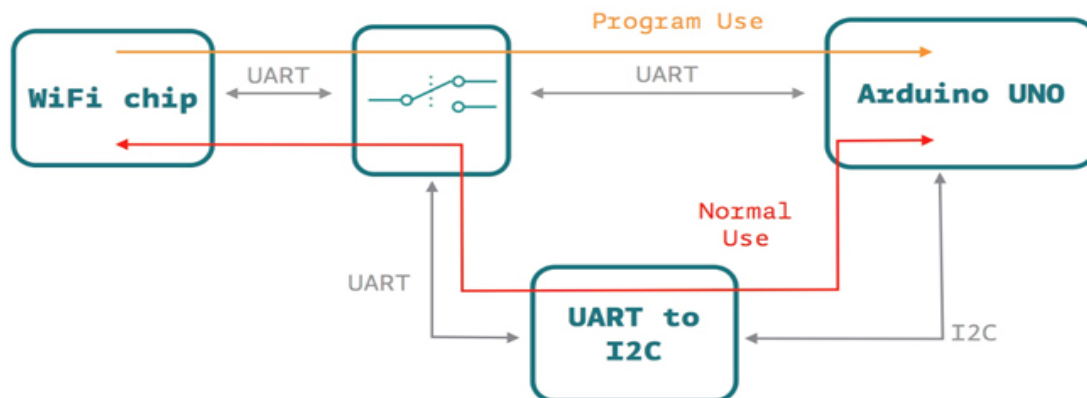 Program Use
UART
UART
WiFi chip
Arduino UNO
Normal
Use
UART
UART to
I2C
I2C